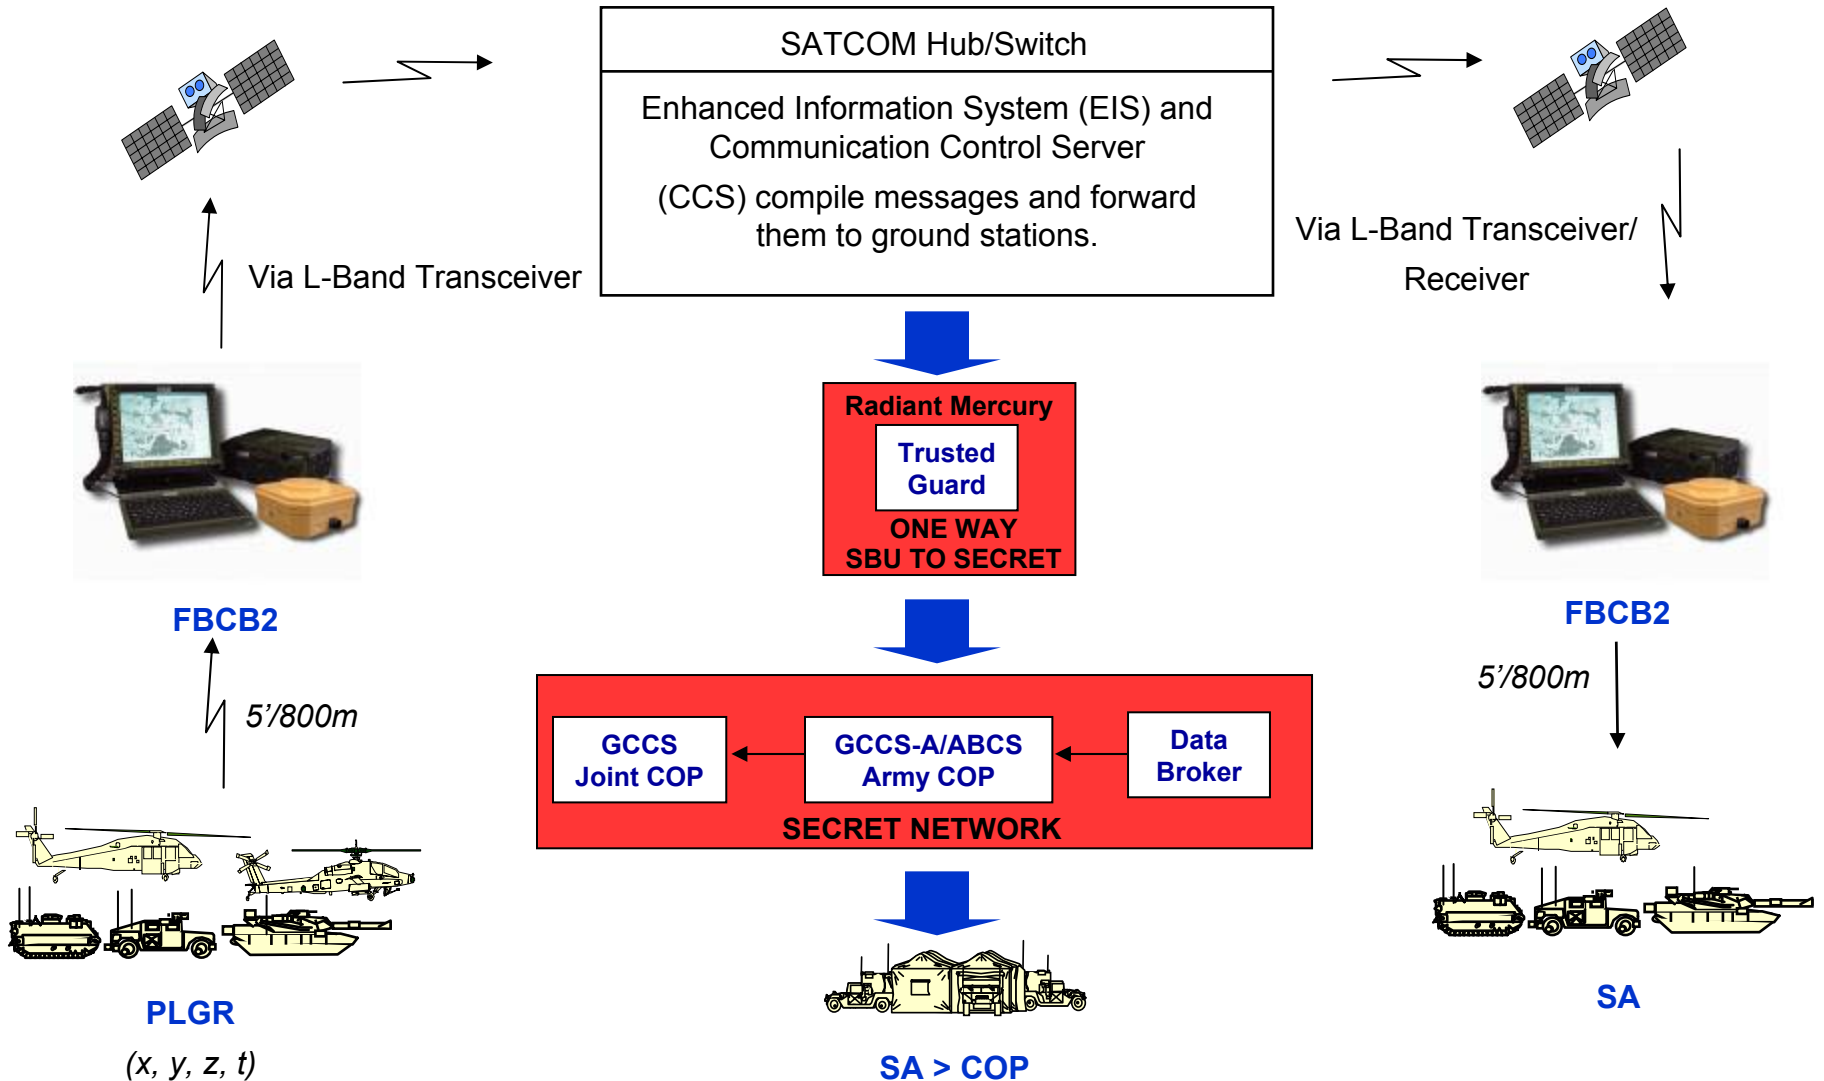 SATCOM Hub/Switch
Enhanced Information System (EIS) and
Communication Control Server
(CCS) compile messages and forward
them to ground stations.
Via L-Band Transceiver
Via L-Band Transceiver/
Receiver
Radiant Mercury
Trusted
Guard
ONE WAY
SBU TO SECRET
FBCB2
FBCB2
5’/800m
5’/800m
GCCS
Joint COP
GCCS-A/ABCS
Army COP
Data
Broker
SECRET NETWORK
PLGR
(x, y, z, t)
SA > COP
SA